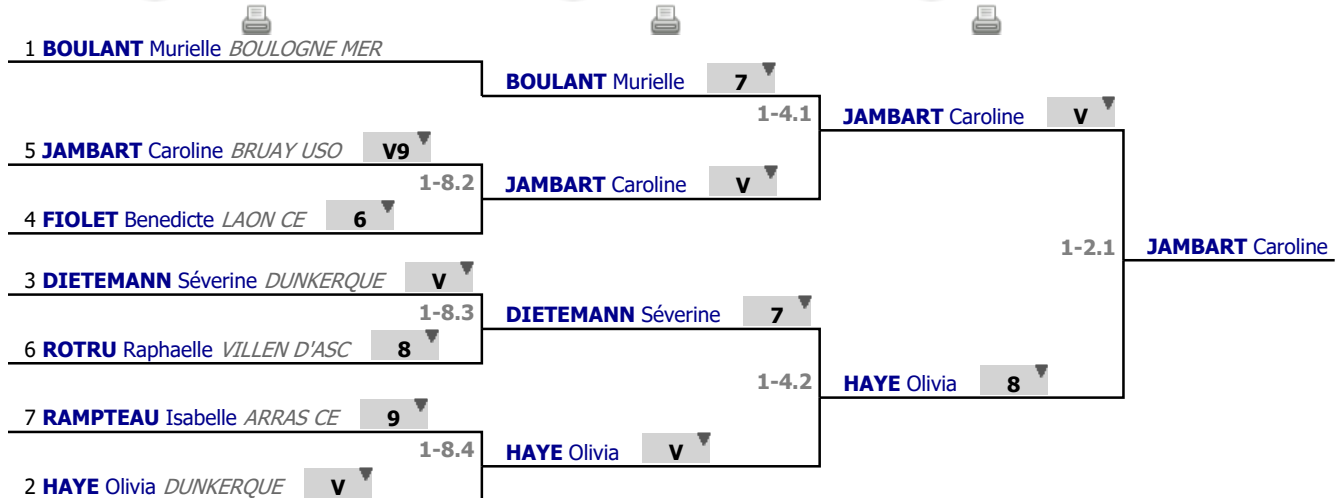 1 BOULANT Murielle BOULOGNE MER
BOULANT Murielle 7
1-4.1
JAMBART Caroline V
5 JAMBART Caroline BRUAY USO V9
1-8.2
JAMBART Caroline V
4 FIOLET Benedicte LAON CE 6
1-2.1
JAMBART Caroline
3 DIETEMANN Séverine DUNKERQUE V
1-8.3
DIETEMANN Séverine 7
6 ROTRU Raphaelle VILLEN D'ASC 8
1-4.2
HAYE Olivia 8
7 RAMPTEAU Isabelle ARRAS CE 9
1-8.4
HAYE Olivia V
2 HAYE Olivia DUNKERQUE V